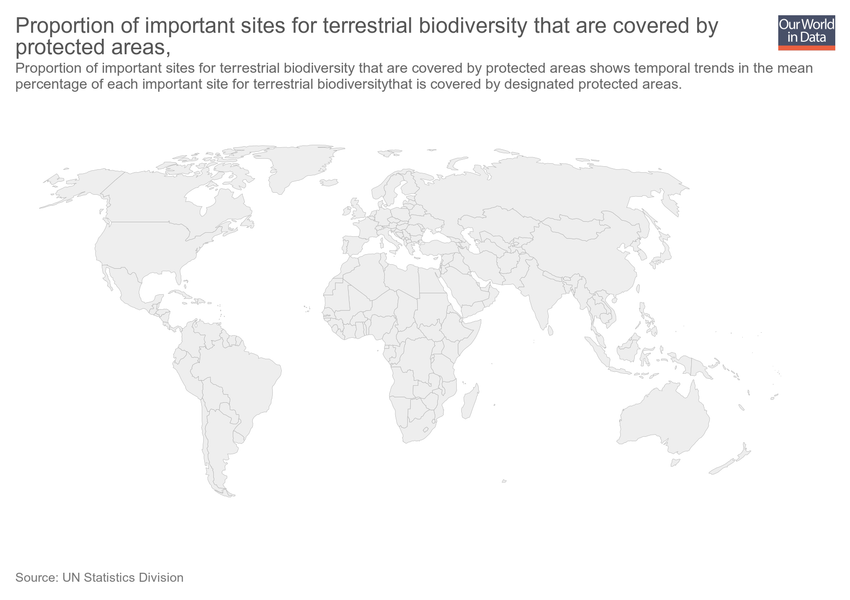 Proportion of important sites for terrestrial biodiversity that are covered by
protected areas,
Our World
in Data
Proportion of important sites for terrestrial biodiversity that are covered by protected areas shows temporal trends in the mean
percentage of each important site for terrestrial biodiversitythat is covered by designated protected areas.
Source: UN Statistics Division